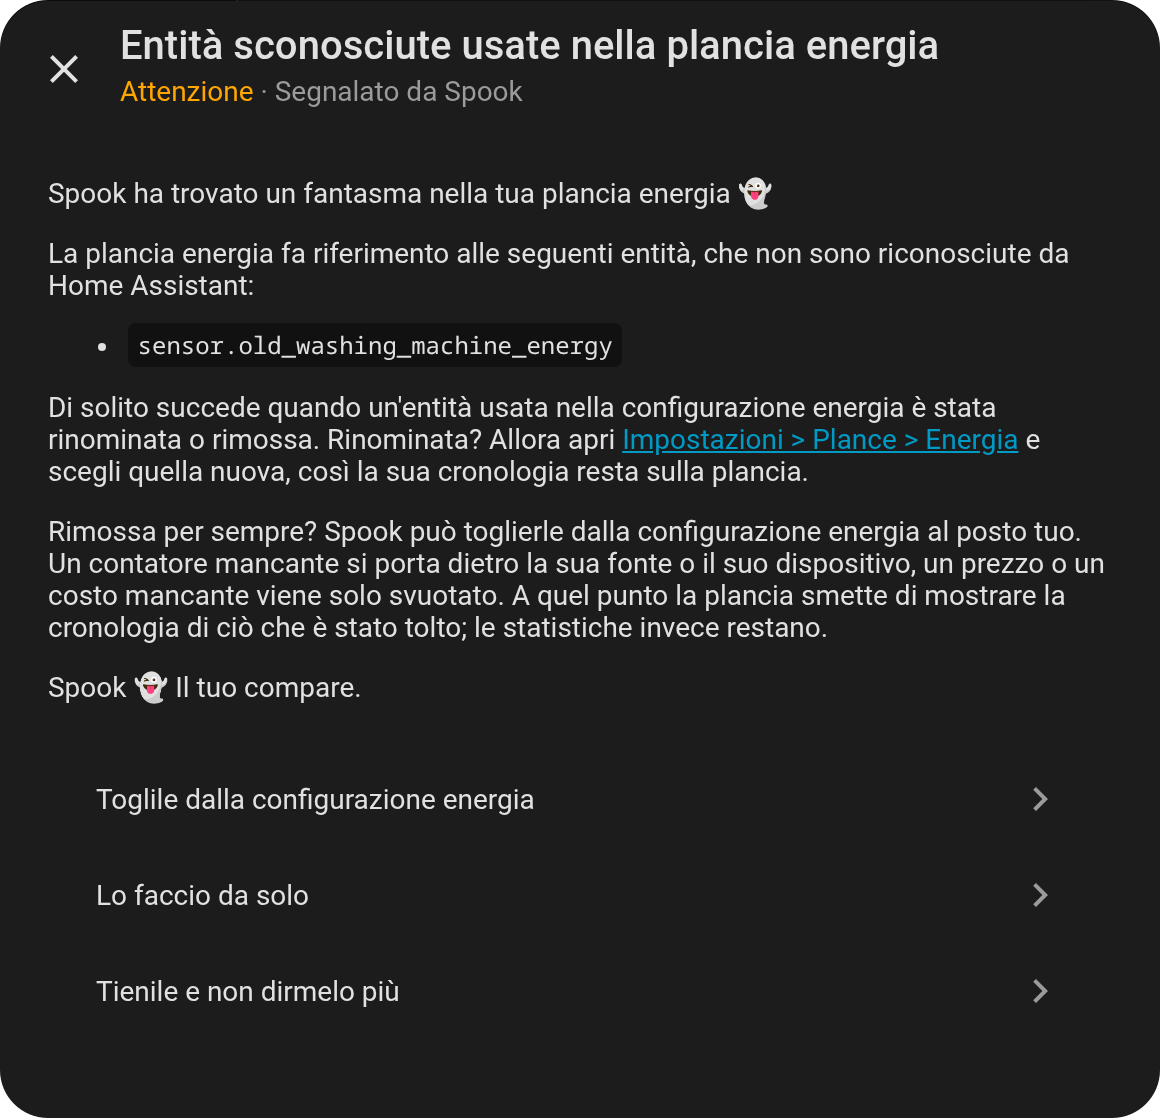 Entità sconosciute usate nella plancia energia
Attenzione · Segnalato da Spook
Spook ha trovato un fantasma nella tua plancia energia 👻
La plancia energia fa riferimento alle seguenti entità, che non sono riconosciute da
Home Assistant:
• sensor.old_washing_machine_energy
Di solito succede quando un'entità usata nella configurazione energia è stata
rinominata o rimossa. Rinominata? Allora apri Impostazioni > Plance > Energia e
scegli quella nuova, così la sua cronologia resta sulla plancia.
Rimossa per sempre? Spook può toglierle dalla configurazione energia al posto tuo.
Un contatore mancante si porta dietro la sua fonte o il suo dispositivo, un prezzo o un
costo mancante viene solo svuotato. A quel punto la plancia smette di mostrare la
cronologia di ciò che è stato tolto; le statistiche invece restano.
Spook 👻 Il tuo compare.
Toglile dalla configurazione energia
Lo faccio da solo
Tienile e non dirmelo più